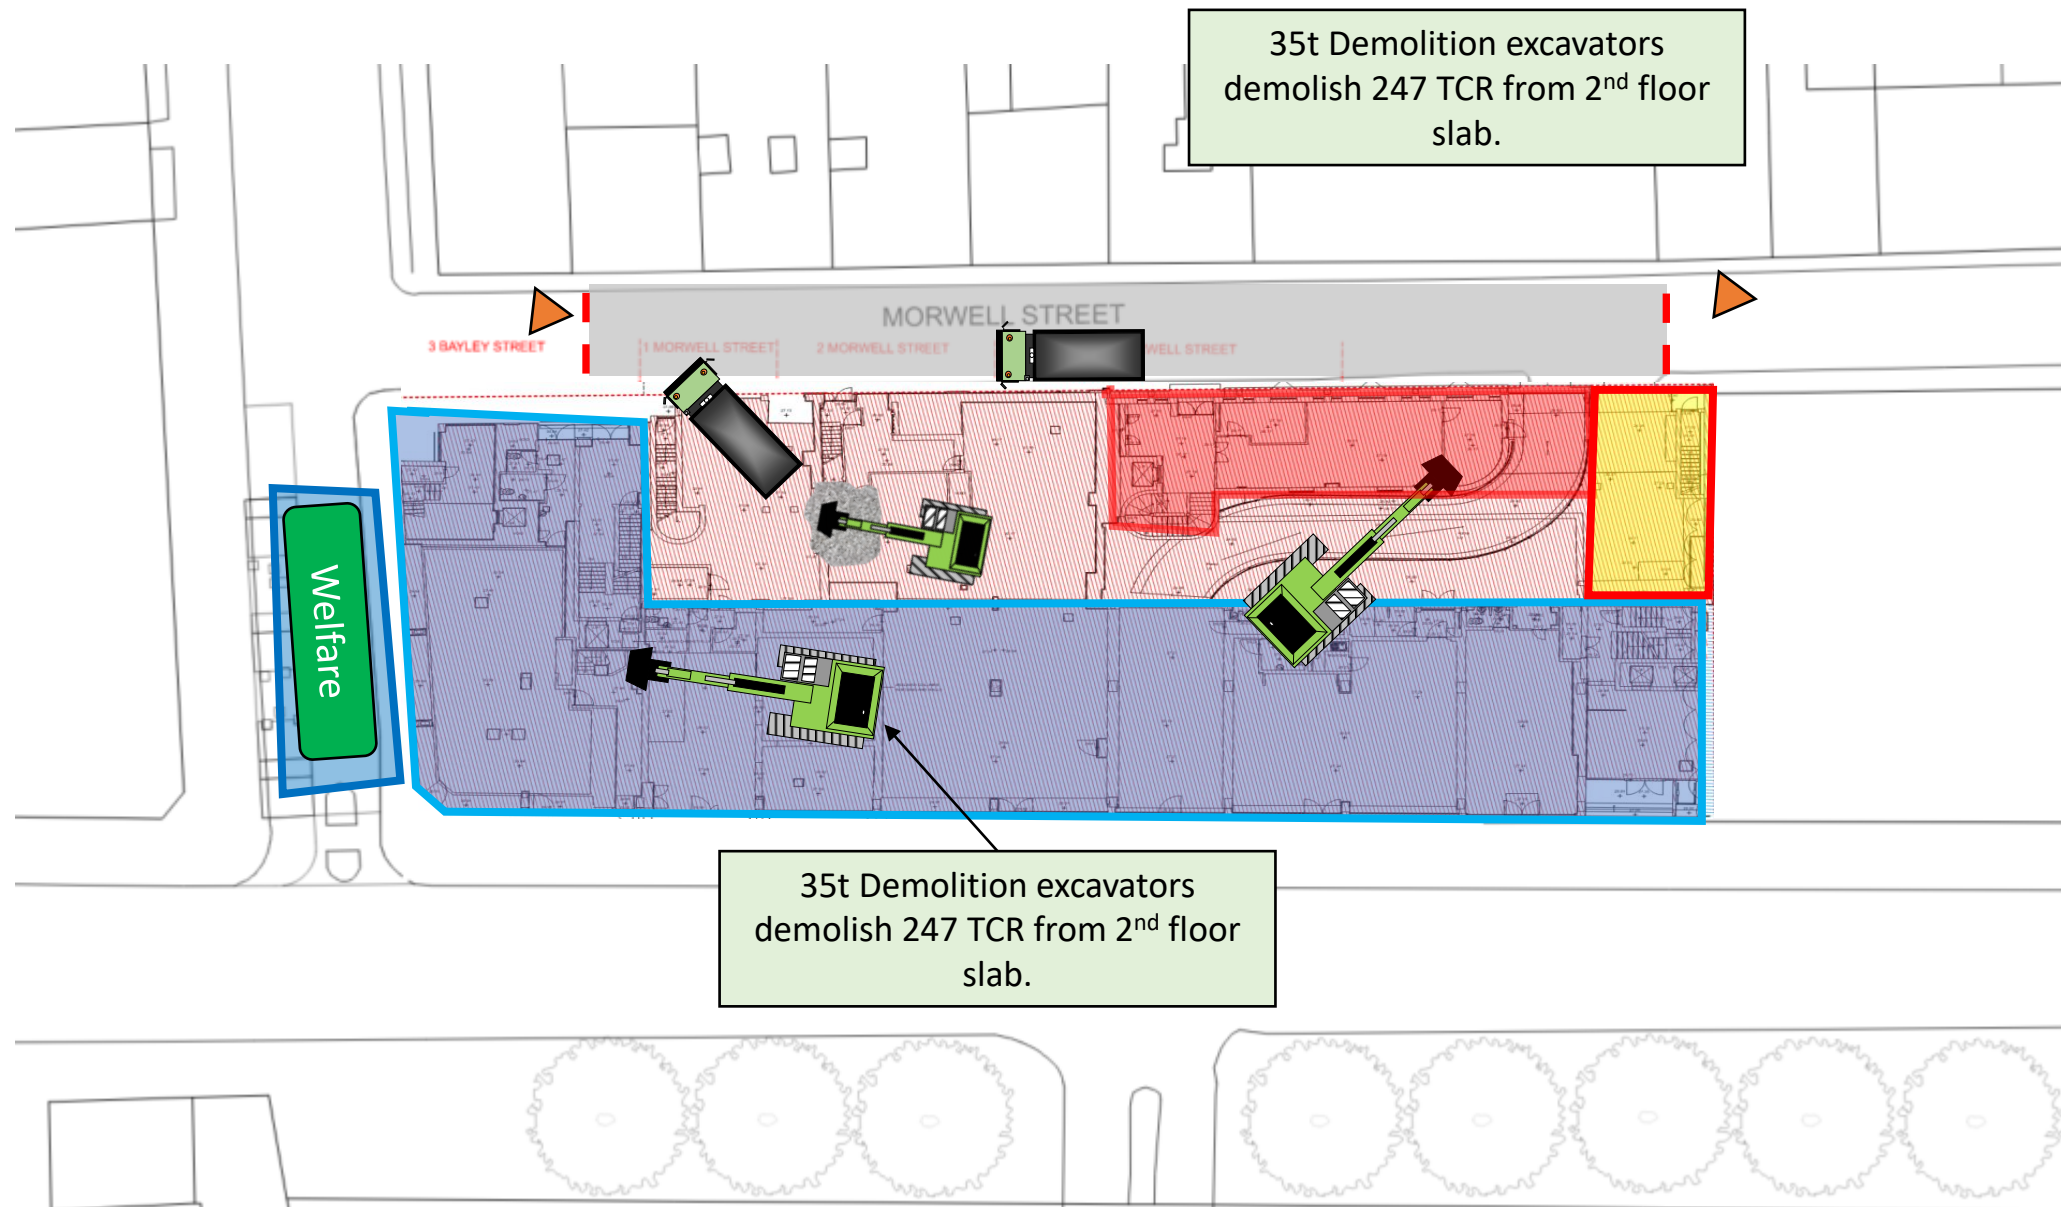 35t Demolition excavators
demolish 247 TCR from 2nd floor
slab.
MORWELL STREET
3 BAYLEY STREET
1 MORWELL STREET
2 MORWELL STREET
WELL STREET
Welfare
35t Demolition excavators
demolish 247 TCR from 2nd floor
slab.